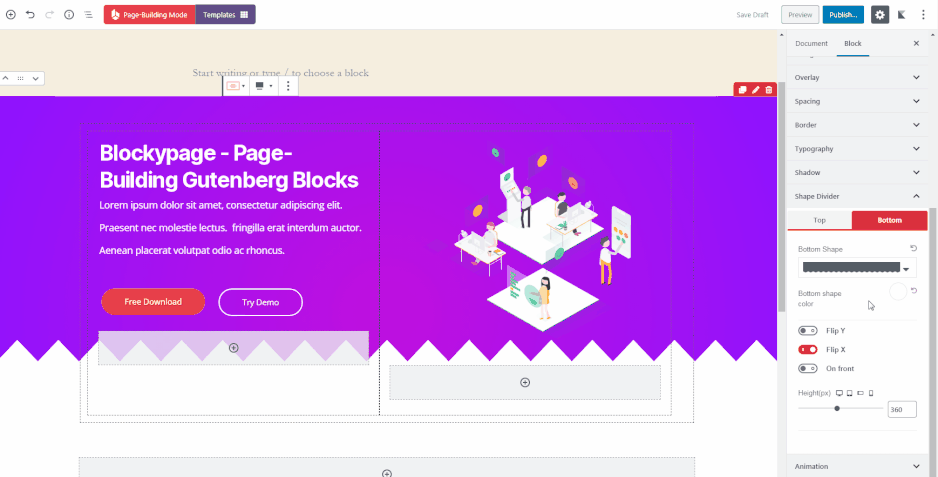 Page-Building Mode
Templates
Save Draft
Preview
Publish...
Document
Block
Start writing or type / to choose a block
Overlay
Spacing
Border
Typography
Shadow
Shape Divider
Top
Bottom
Bottom Shape
Bottom shape
color
Flip Y
Flip X
On front
Height(px)
360
Animation
Blockypage - Page-
Building Gutenberg Blocks
Lorem ipsum dolor sit amet, consectetur adipiscing elit.
Praesent nec molestie lectus. fringilla erat interdum auctor.
Aenean placerat volutpat odio ac rhoncus.
Free Download
Try Demo